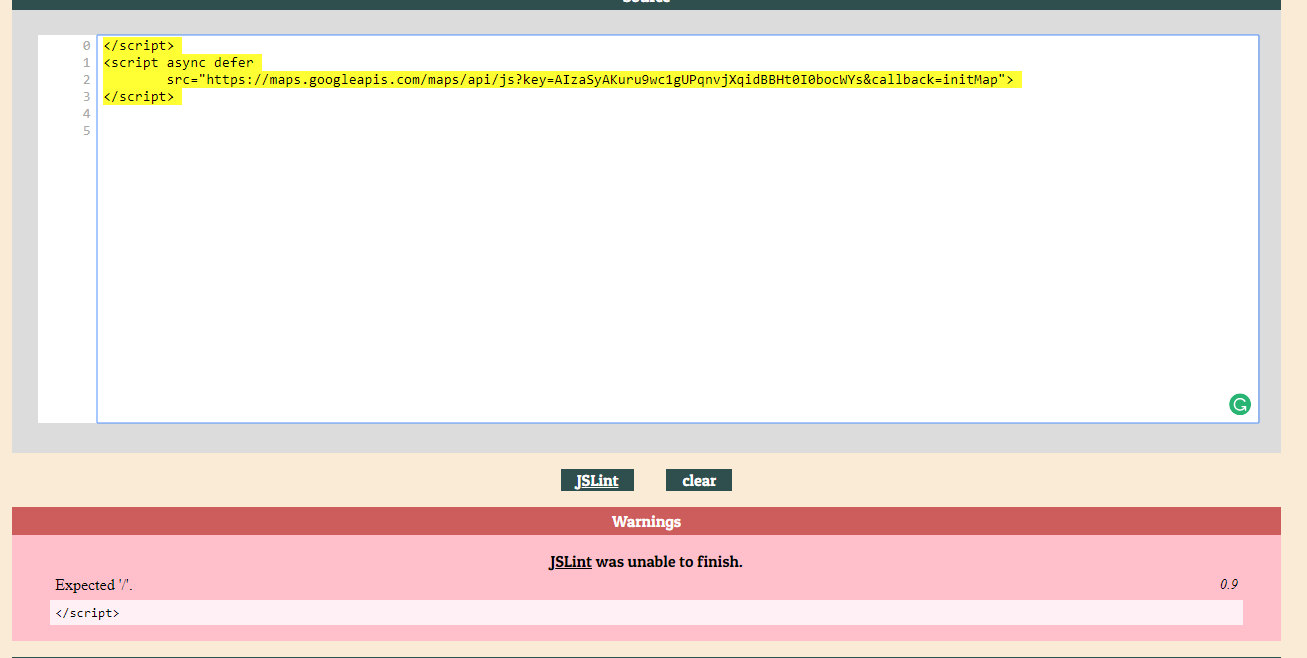 Source
0 </script>
1 <script async defer
2 src="https://maps.googleapis.com/maps/api/js?key=AIzaSyAKuru9wc1gUPqnvjXqidBBHt0I0bocWYs&callback=initMap">
3 </script>
4
5
JSLint clear
Warnings
JSLint was unable to finish.
Expected '/'. 0.9
</script>